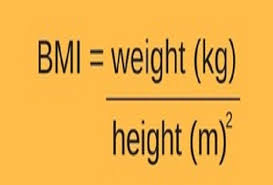 BMI = weight (kg)
height (m)²